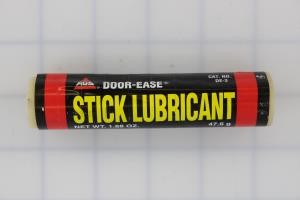 AGS
DOOR-EASE
CAT. NO.
DE-3
STICK LUBRICANT
NET WT. 1.68 OZ.
47.6 g